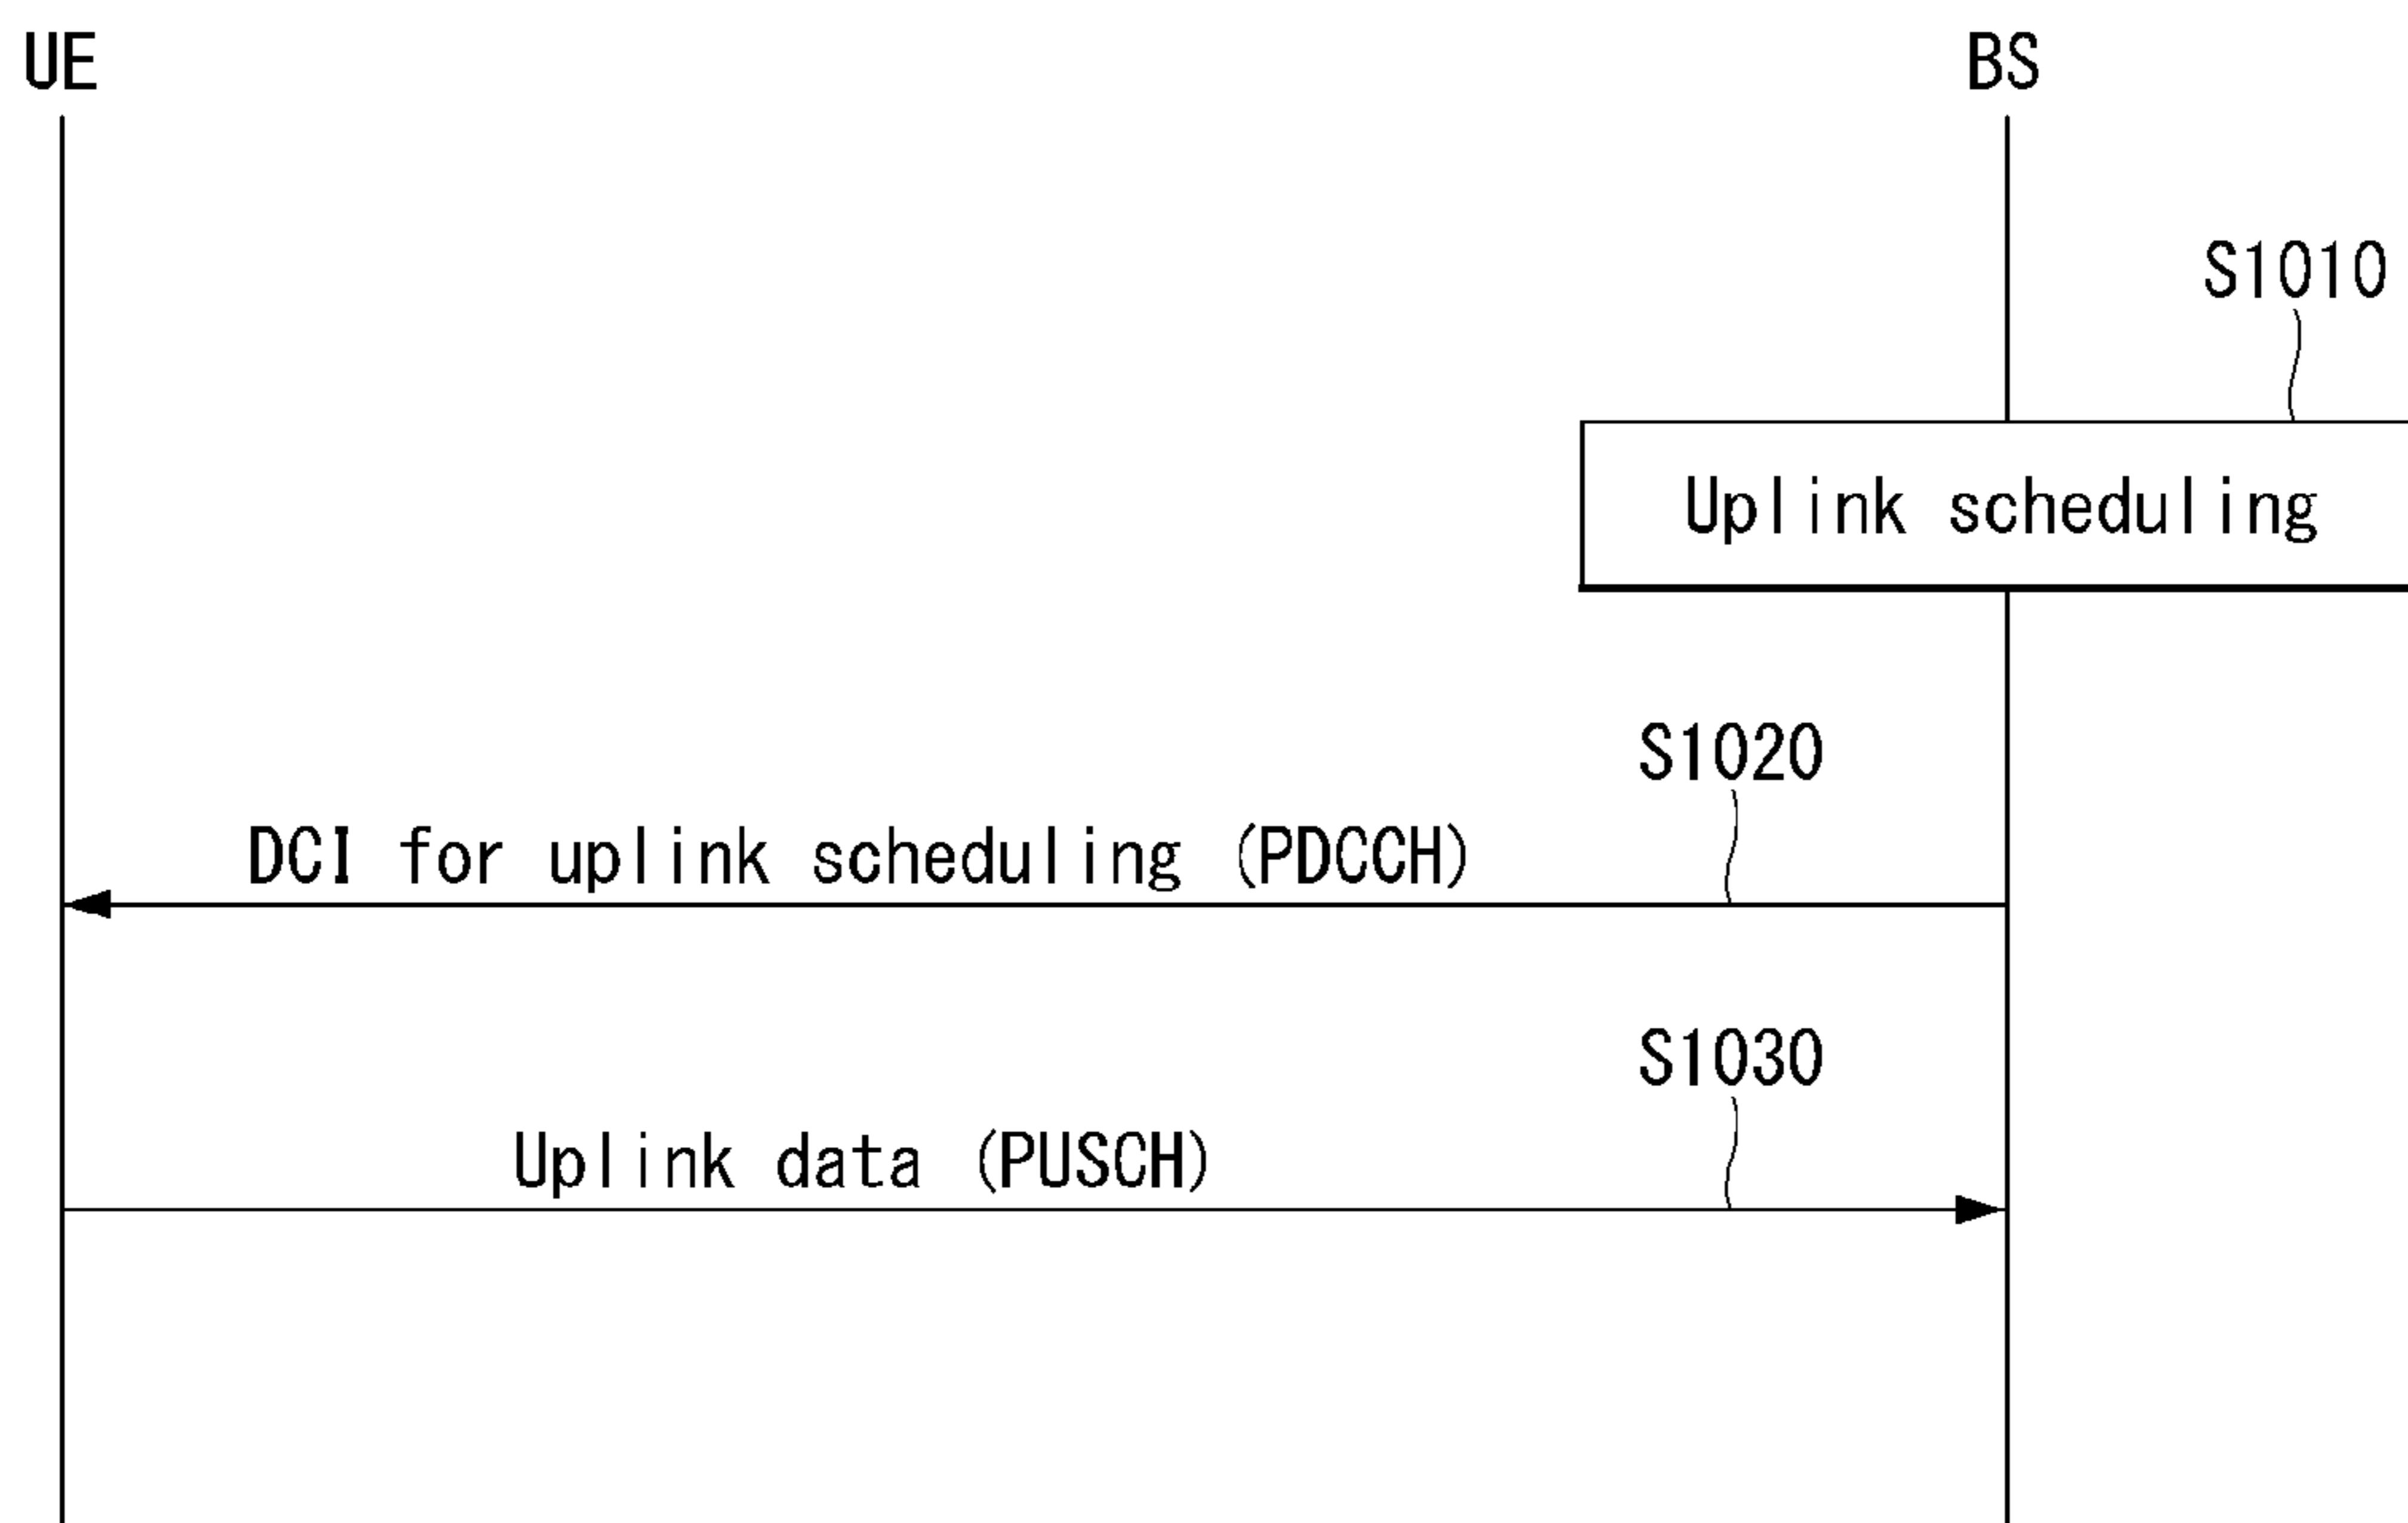 UE
BS
S1010
Uplink scheduling
S1020
DCI for uplink scheduling (PDCCH)
S1030
Uplink data (PUSCH)